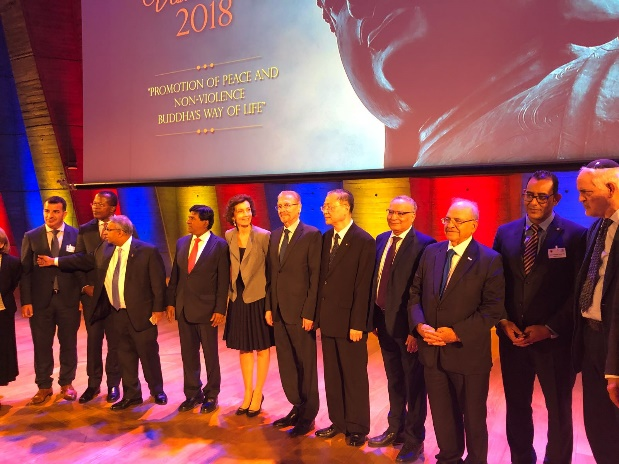 2018
"PROMOTION OF PEACE AND
NON-VIOLENCE
BUDDHA'S WAY OF LIFE"